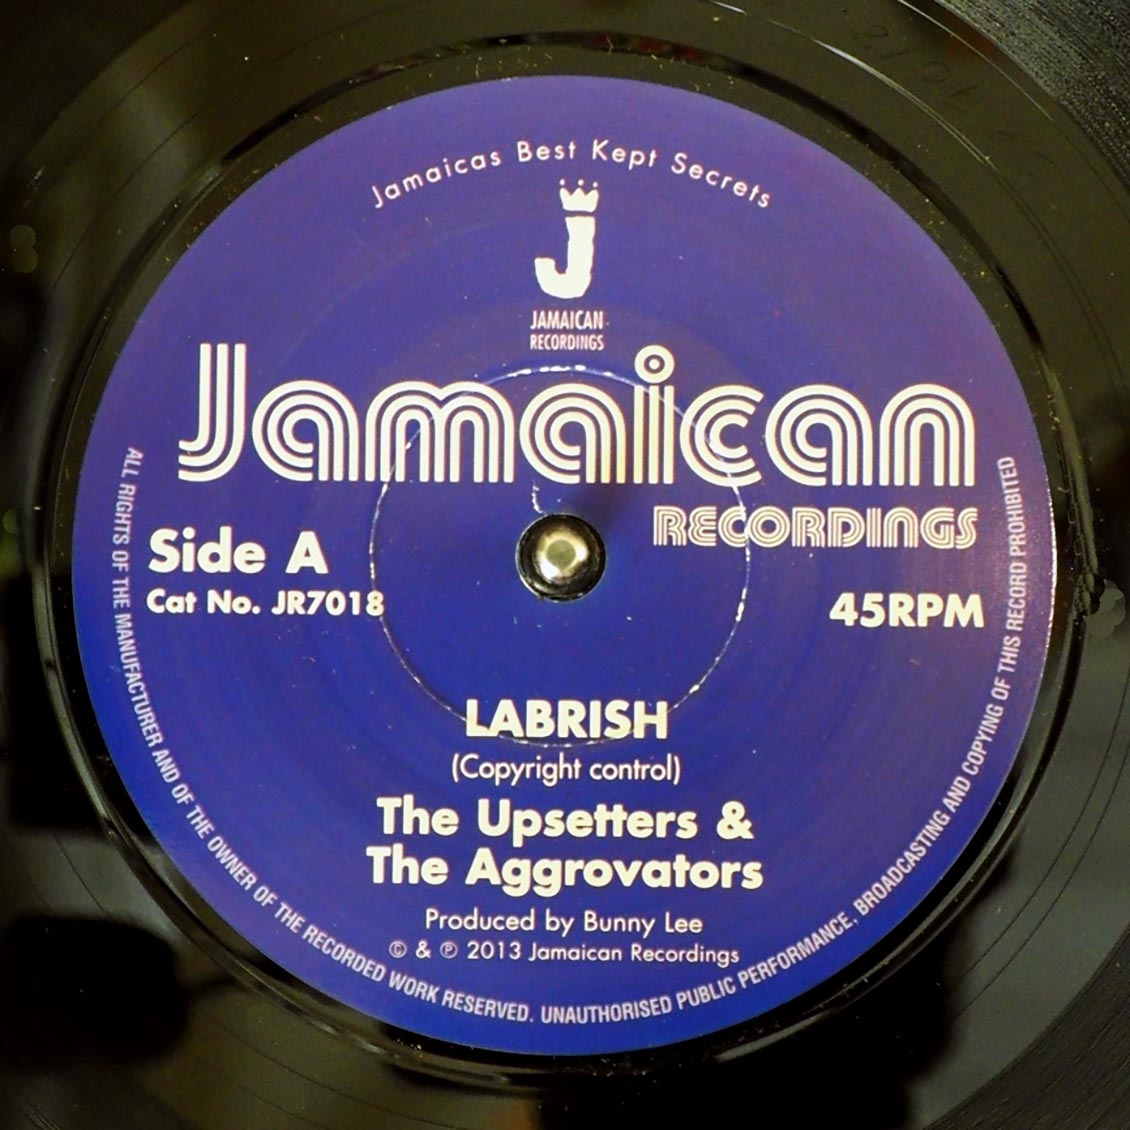 Jamaicas Best Kept Secrets
J
JAMAICAN
RECORDINGS
Jamaican
RECORDINGS
Side A
Cat No. JR7018
45RPM
LABRISH
(Copyright control)
The Upsetters &
The Aggrovators
Produced by Bunny Lee
© & ℗ 2013 Jamaican Recordings
ALL RIGHTS OF THE MANUFACTURER AND OF THE OWNER OF THE RECORDED WORK RESERVED. UNAUTHORISED PUBLIC PERFORMANCE, BROADCASTING AND COPYING OF THIS RECORD PROHIBITED